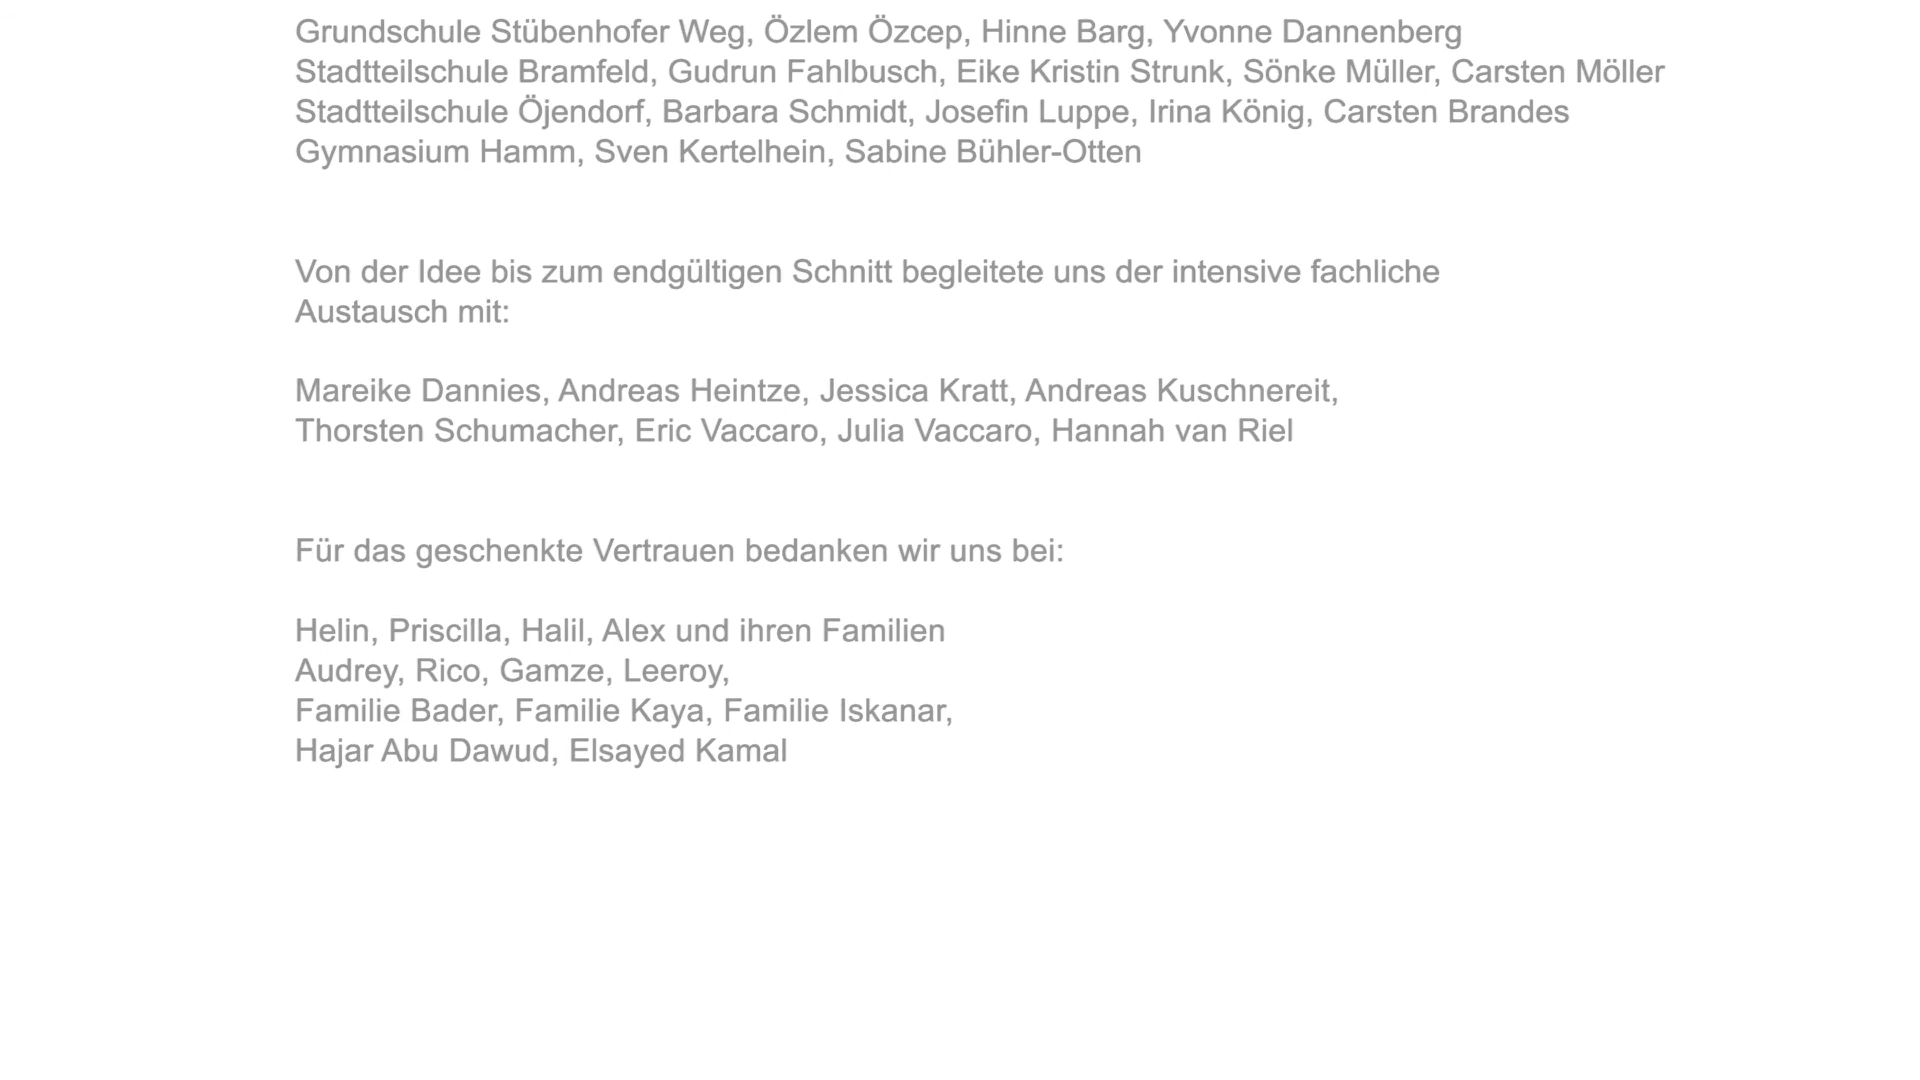 Grundschule Stübenhofer Weg, Özlem Özcep, Hinne Barg, Yvonne Dannenberg
Stadtteilschule Bramfeld, Gudrun Fahlbusch, Eike Kristin Strunk, Sönke Müller, Carsten Möller
Stadtteilschule Öjendorf, Barbara Schmidt, Josefin Luppe, Irina König, Carsten Brandes
Gymnasium Hamm, Sven Kertelhein, Sabine Bühler-Otten
Von der Idee bis zum endgültigen Schnitt begleitete uns der intensive fachliche
Austausch mit:
Mareike Dannies, Andreas Heintze, Jessica Kratt, Andreas Kuschnereit,
Thorsten Schumacher, Eric Vaccaro, Julia Vaccaro, Hannah van Riel
Für das geschenkte Vertrauen bedanken wir uns bei:
Helin, Priscilla, Halil, Alex und ihren Familien
Audrey, Rico, Gamze, Leeroy,
Familie Bader, Familie Kaya, Familie Iskanar,
Hajar Abu Dawud, Elsayed Kamal